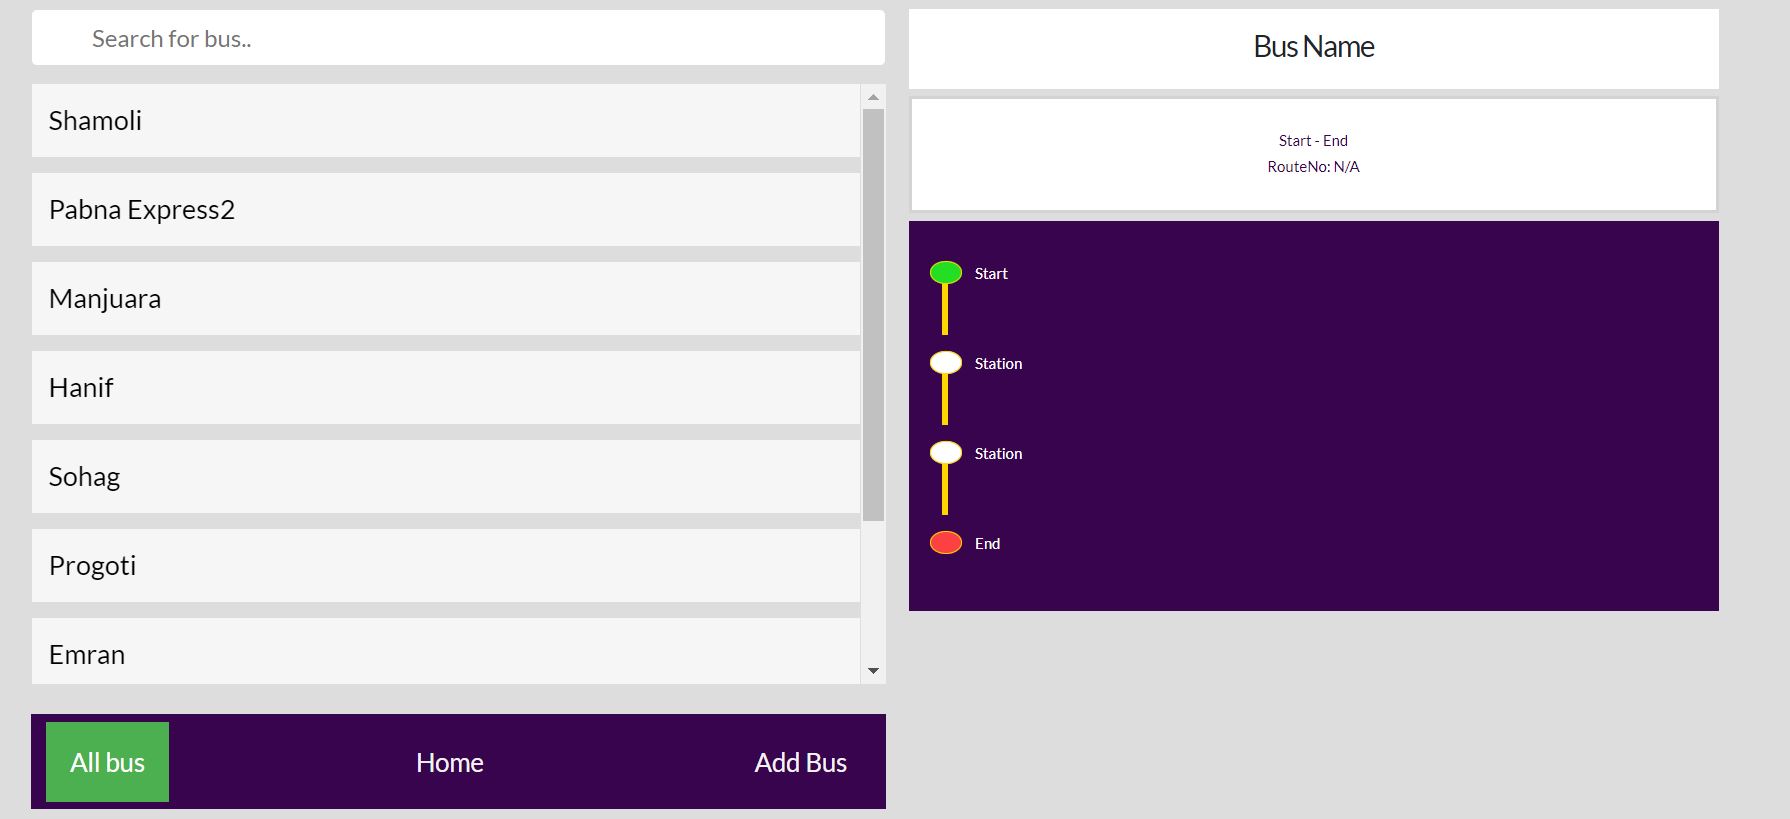 Search for bus..
Shamoli
Pabna Express2
Manjuara
Hanif
Sohag
Progoti
Emran
All bus
Home
Add Bus
Bus Name
Start - End
RouteNo: N/A
Start
Station
Station
End